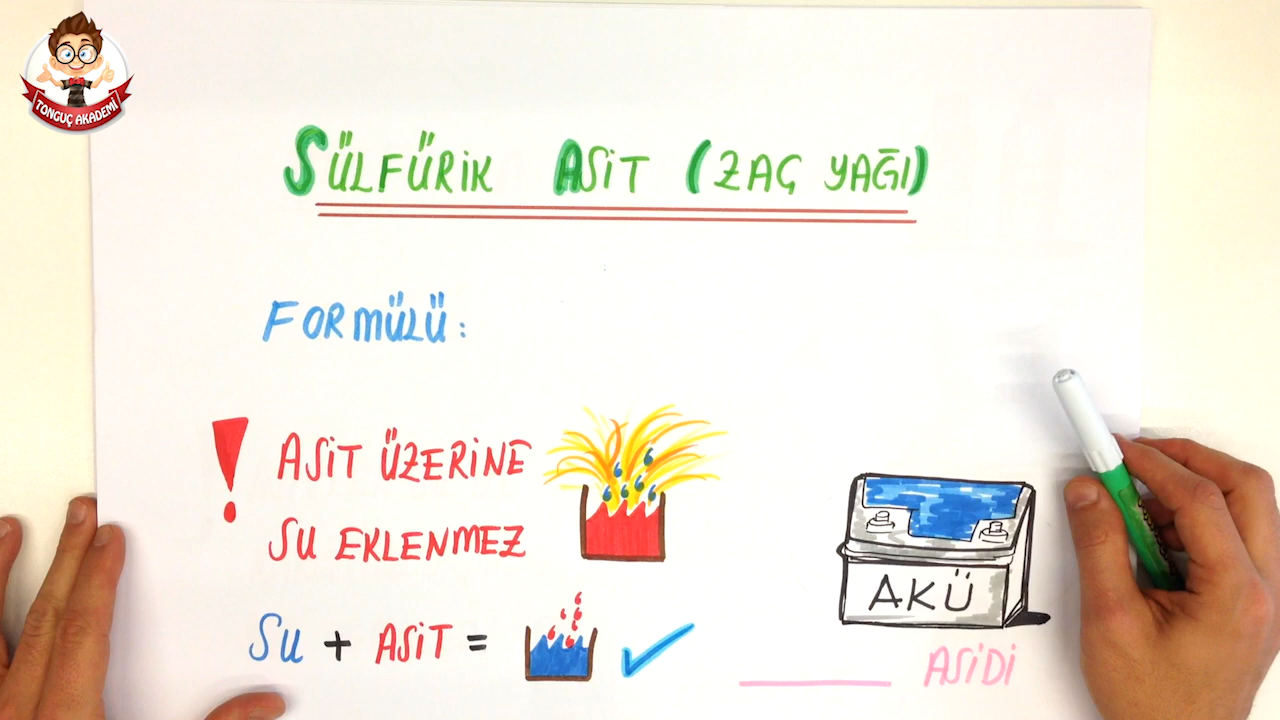 TONGUÇ AKADEMİ
SÜLFÜRİK ASİT (ZAÇ YAĞI)
FORMÜLÜ:
! ASİT ÜZERİNE
SU EKLENMEZ
SU + ASİT =
AKÜ
ASİDİ